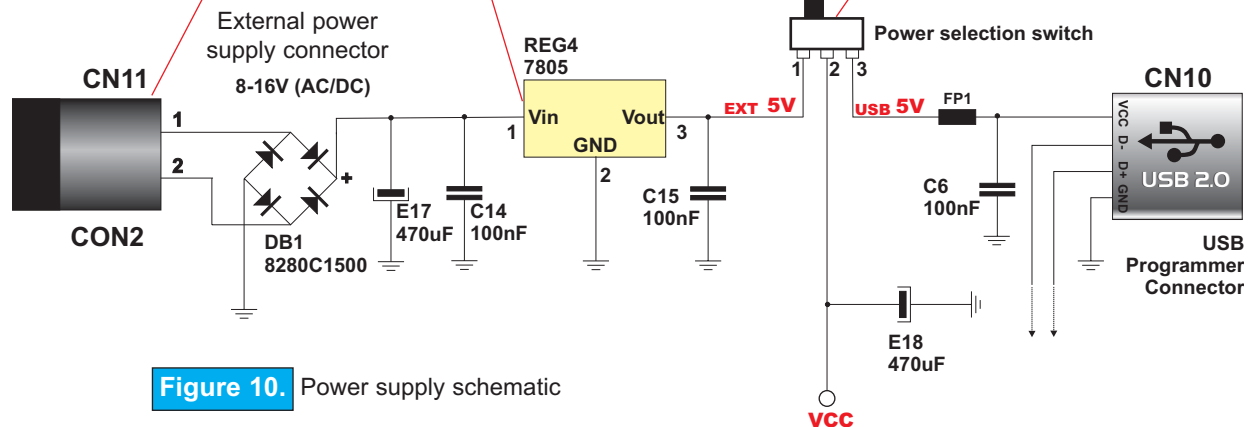 External power
supply connector
8-16V (AC/DC)
CN11
1
2
CON2
DB1
8280C1500
+
E17
470uF
C14
100nF
REG4
7805
Vin
Vout
GND
1
3
2
C15
100nF
EXT 5V
Power selection switch
1
2
3
USB 5V
FP1
C6
100nF
CN10
VCC
D-
D+
GND
USB 2.0
USB
Programmer
Connector
E18
470uF
VCC
Figure 10. Power supply schematic